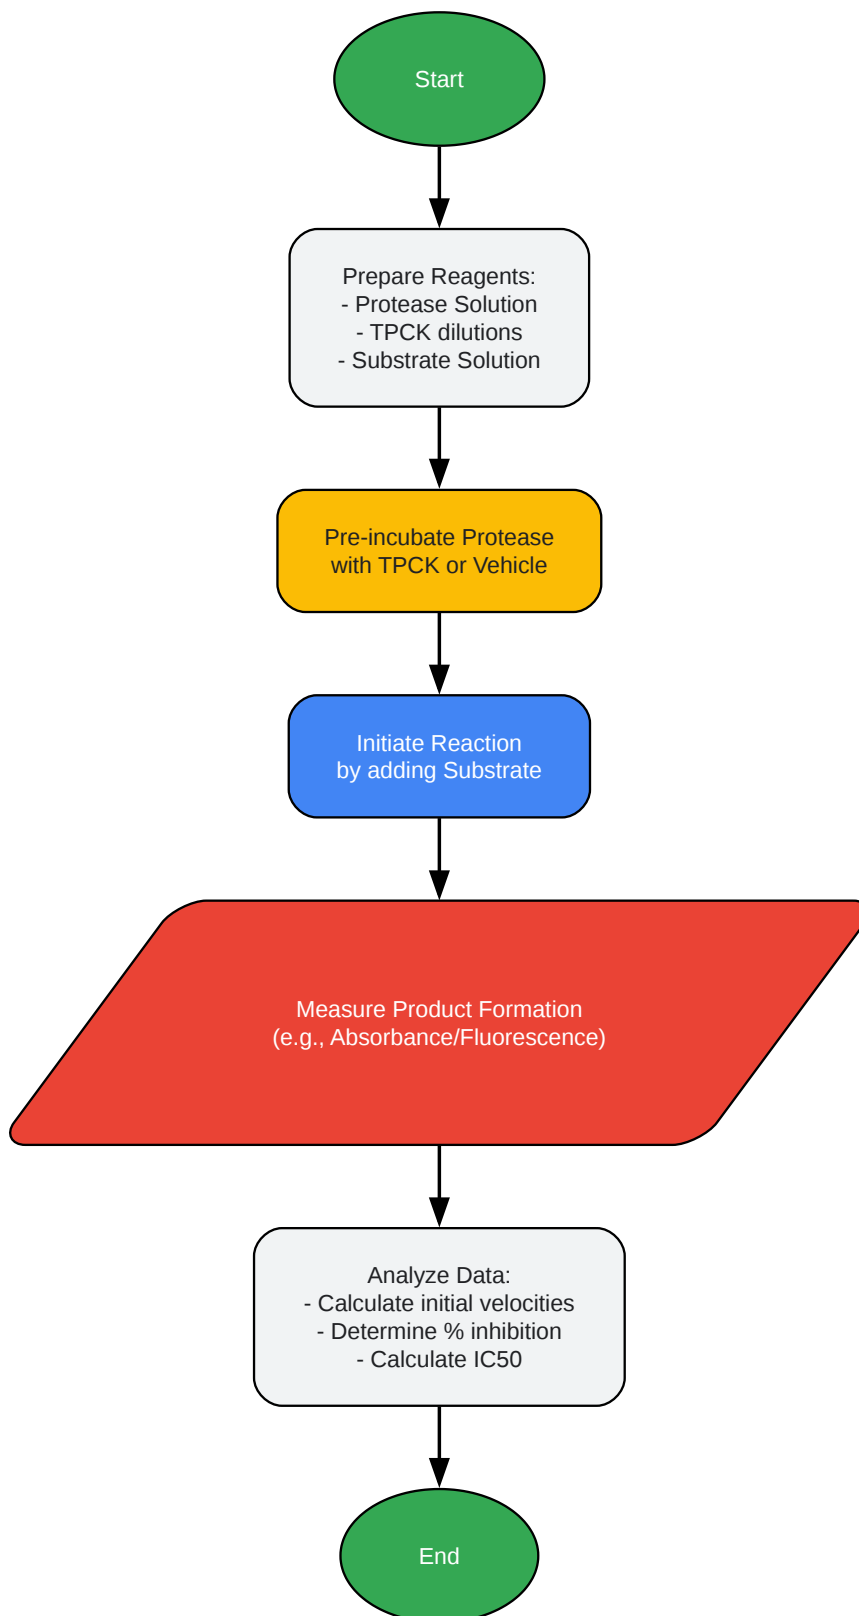 Start
Prepare Reagents:
- Protease Solution
- TPCK dilutions
- Substrate Solution
Pre-incubate Protease
with TPCK or Vehicle
Initiate Reaction
by adding Substrate
Measure Product Formation
(e.g., Absorbance/Fluorescence)
Analyze Data:
- Calculate initial velocities
- Determine % inhibition
- Calculate IC50
End